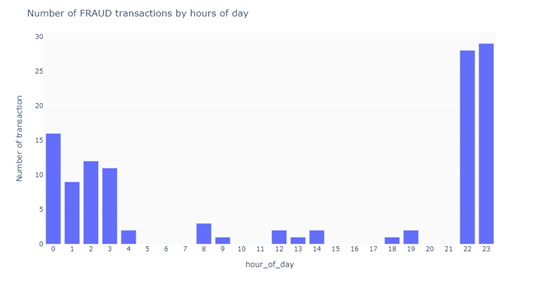 Number of FRAUD transactions by hours of day
30
25
20
15
10
5
0
Number of transaction
0 1 2 3 4 5 6 7 8 9 10 11 12 13 14 15 16 17 18 19 20 21 22 23
hour_of_day